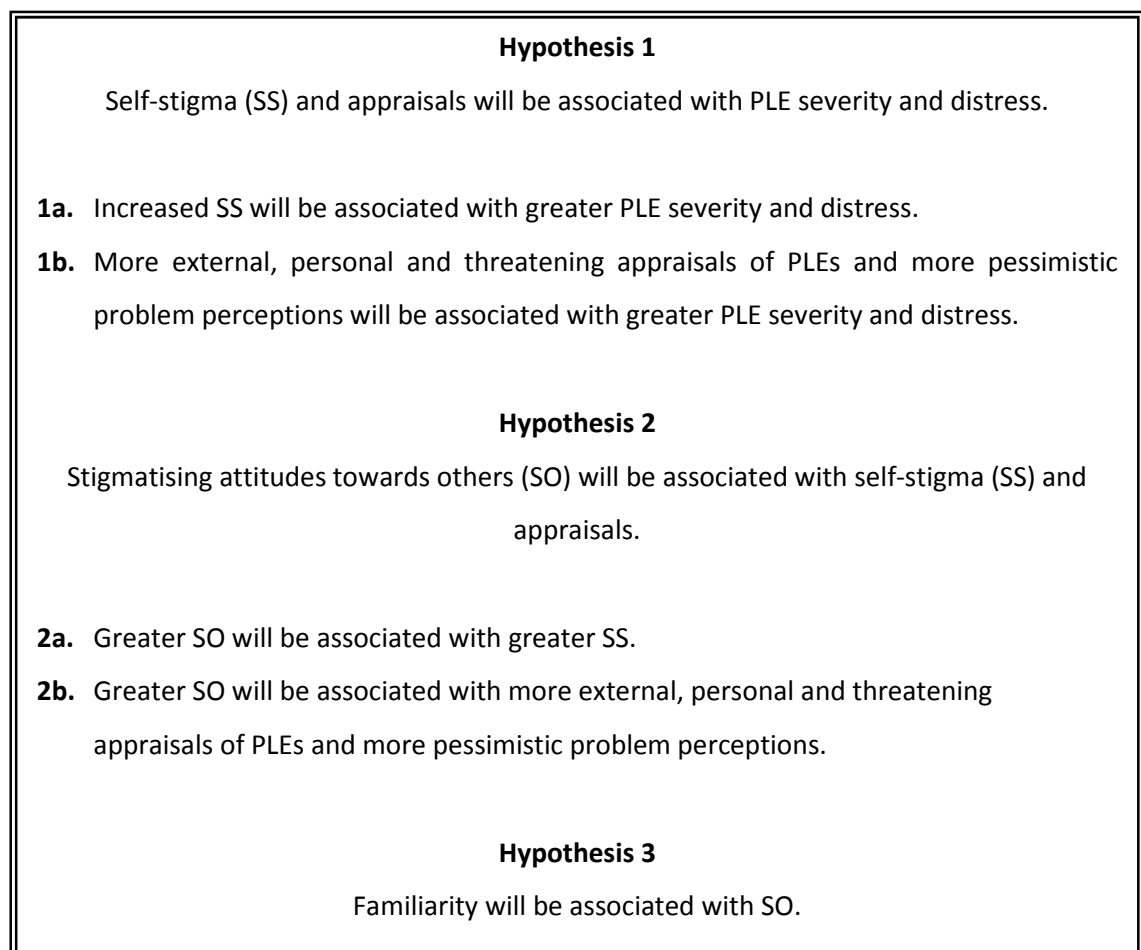 Hypothesis 1
Self-stigma (SS) and appraisals will be associated with PLE severity and distress.
1a. Increased SS will be associated with greater PLE severity and distress.
1b. More external, personal and threatening appraisals of PLEs and more pessimistic
problem perceptions will be associated with greater PLE severity and distress.
Hypothesis 2
Stigmatising attitudes towards others (SO) will be associated with self-stigma (SS) and
appraisals.
2a. Greater SO will be associated with greater SS.
2b. Greater SO will be associated with more external, personal and threatening
appraisals of PLEs and more pessimistic problem perceptions.
Hypothesis 3
Familiarity will be associated with SO.